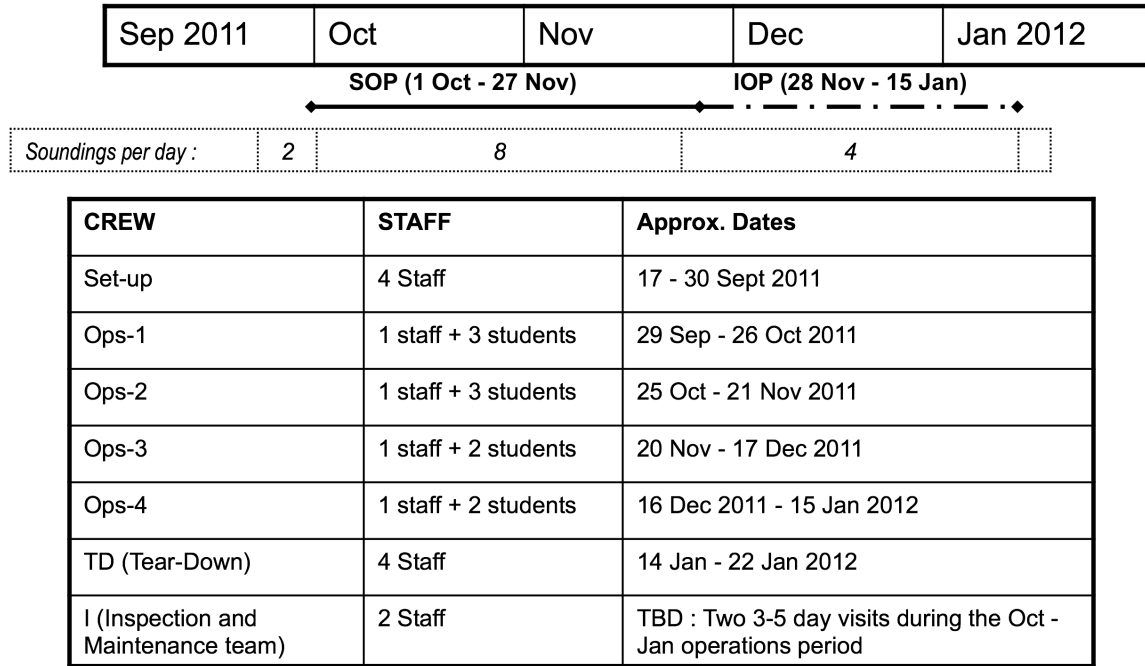 Sep 2011 Oct Nov Dec Jan 2012
SOP (1 Oct - 27 Nov) IOP (28 Nov - 15 Jan)
Soundings per day : 2 8 4
CREW STAFF Approx. Dates
Set-up 4 Staff 17 - 30 Sept 2011
Ops-1 1 staff + 3 students 29 Sep - 26 Oct 2011
Ops-2 1 staff + 3 students 25 Oct - 21 Nov 2011
Ops-3 1 staff + 2 students 20 Nov - 17 Dec 2011
Ops-4 1 staff + 2 students 16 Dec 2011 - 15 Jan 2012
TD (Tear-Down) 4 Staff 14 Jan - 22 Jan 2012
I (Inspection and
Maintenance team) 2 Staff TBD : Two 3-5 day visits during the Oct -
Jan operations period